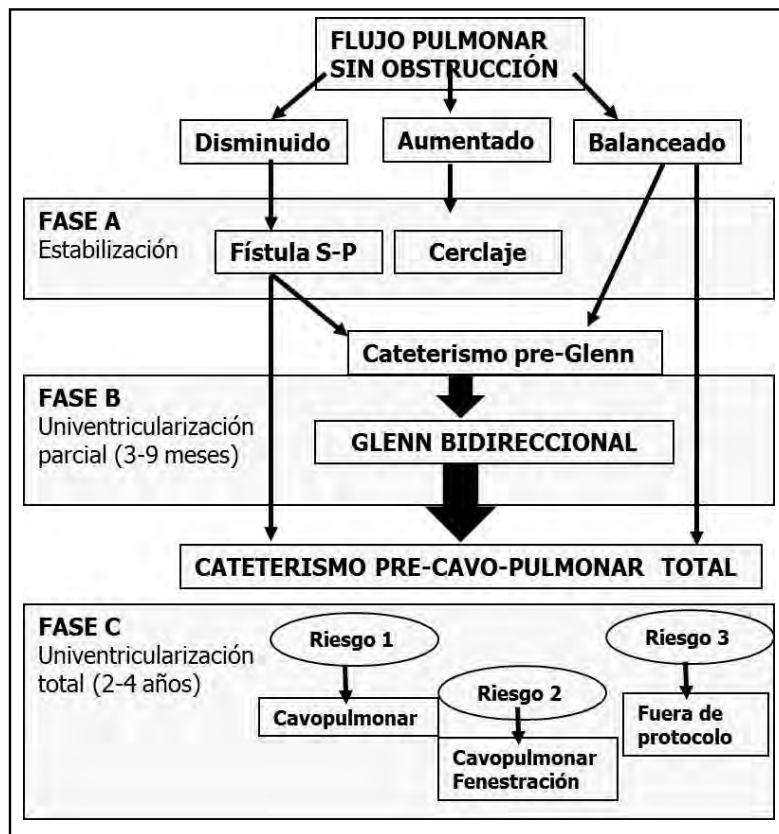 FLUJO PULMONAR
SIN OBSTRUCCIÓN
Disminuido
Aumentado
Balanceado
FASE A
Estabilización
Fístula S-P
Cerclaje
Cateterismo pre-Glenn
FASE B
Univentricularización
parcial (3-9 meses)
GLENN BIDIRECCIONAL
CATETERISMO PRE-CAVO-PULMONAR TOTAL
FASE C
Univentricularización
total (2-4 años)
Riesgo 1
Cavopulmonar
Riesgo 2
Cavopulmonar
Fenestración
Riesgo 3
Fuera de
protocolo